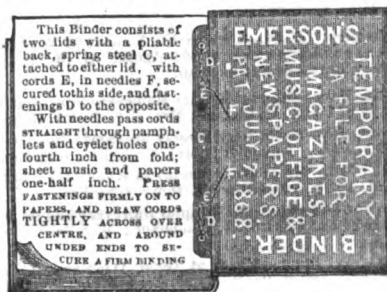 This Binder consists of
two lids with a pliable
back, spring steel C, at-
tached to either lid, with
cords E, in needles F, se-
cured to this side, and fast-
enings D to the opposite.
With needles pass cords
STRAIGHT through pamph-
lets and eyelet holes one-
fourth inch from fold;
sheet music and papers
one-half inch. PRESS
FASTENINGS FIRMLY ON TO
PAPERS, AND DRAW CORDS
TIGHTLY ACROSS OVER
CENTRE, AND AROUND
UNDER ENDS TO SE-
CURE A FIRM BINDING
D
E
F
C
F
E
D
EMERSON'S
TEMPORARY
FILE FOR
MAGAZINES
MUSIC, OFFICE &
NEWSPAPERS.
PAT JULY 7, 1868.
BINDER.